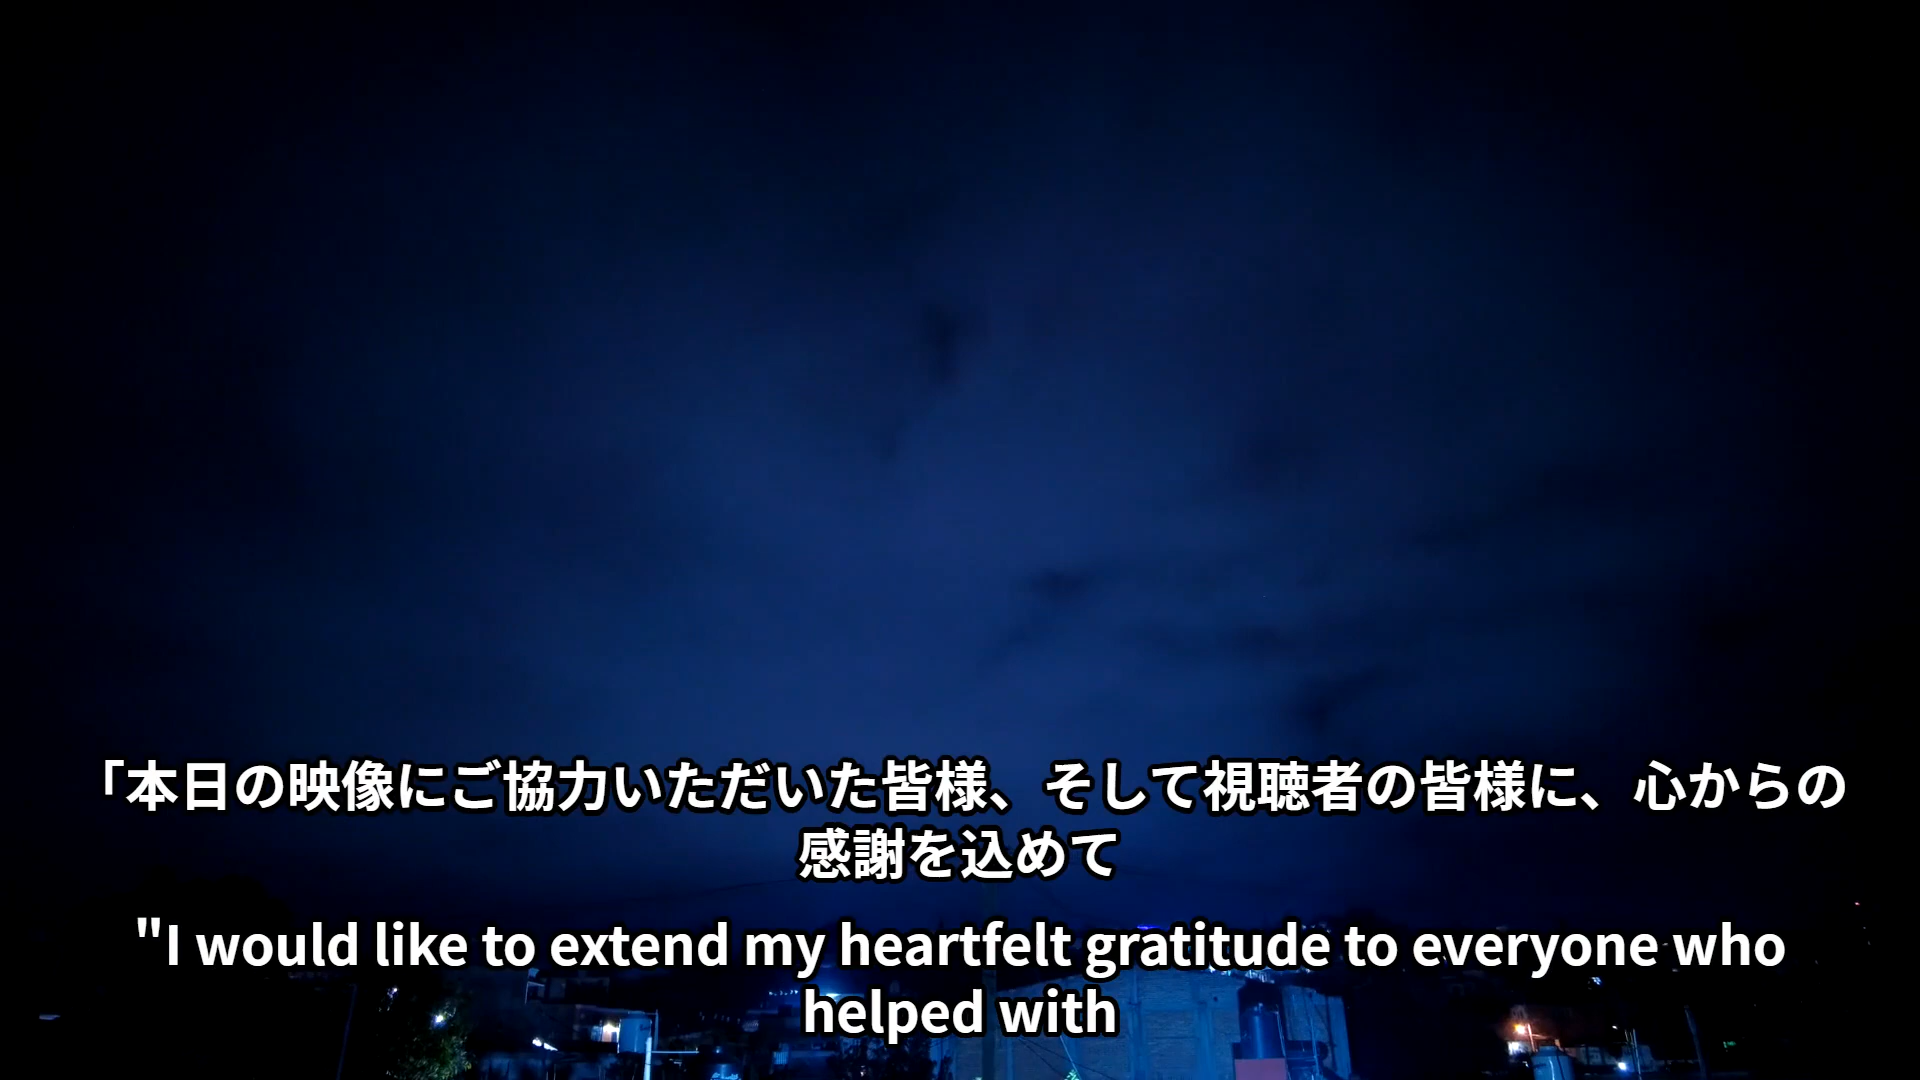 「本日の映像にご協力いただいた皆様、そして視聴者の皆様に、心からの
感謝を込めて
"I would like to extend my heartfelt gratitude to everyone who
helped with